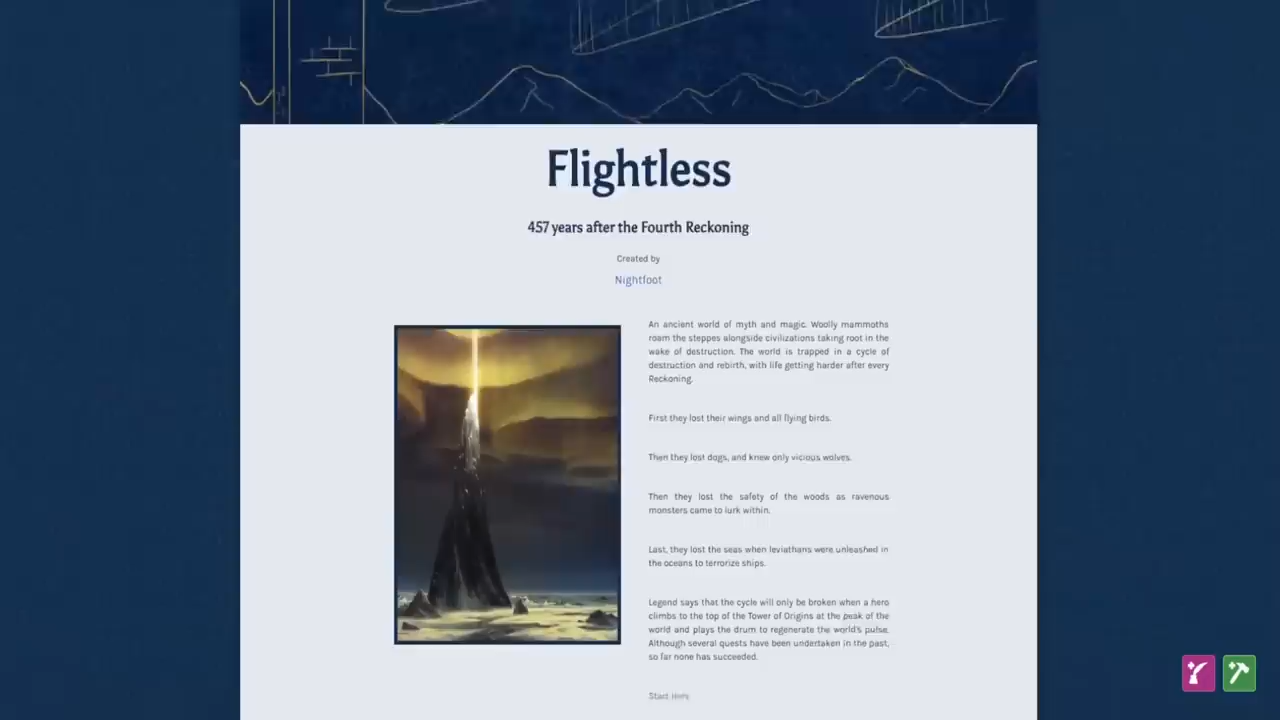 Flightless
457 years after the Fourth Reckoning
Created by
Nightfoot
An ancient world of myth and magic. Woolly mammoths
roam the steppes alongside civilizations taking root in the
wake of destruction. The world is trapped in a cycle of
destruction and rebirth, with life getting harder after every
Reckoning.
First they lost their wings and all flying birds.
Then they lost dogs, and knew only vicious wolves.
Then they lost the safety of the woods as ravenous
monsters came to lurk within.
Last, they lost the seas when leviathans were unleashed in
the oceans to terrorize ships.
Legend says that the cycle will only be broken when a hero
climbs to the top of the Tower of Origins at the peak of the
world and plays the drum to regenerate the world's pulse.
Although several quests have been undertaken in the past,
so far none has succeeded.
Start Here